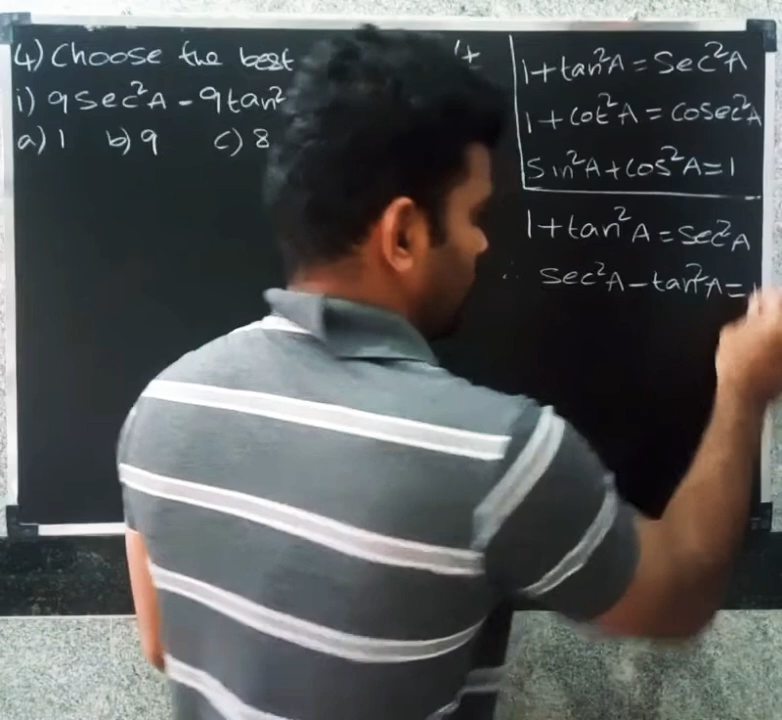 4) Choose the best
i) 9 sec²A - 9 tan²
a) 1 b) 9 c) 8
1 + tan²A = Sec²A
1 + cot²A = cosec²A
Sin²A + cos²A = 1
1 + tan²A = sec²A
sec²A - tan²A =